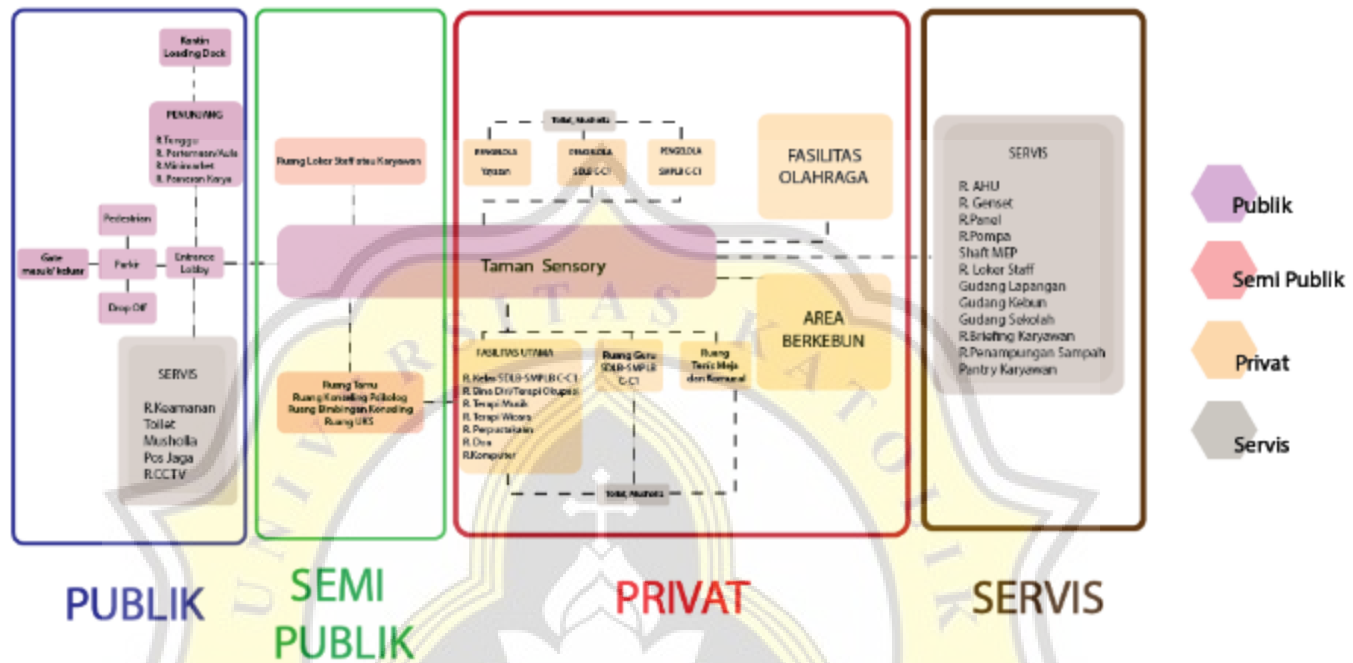 Kantin
Loading Dock
PENUNJANG
R.Tunggu
R. Pertemuan/Aula
R.Minimarket
R. Pameran Karya
Pedestrian
Gate
masuk/ keluar
Parkir
Entrance
Lobby
Drop Off
SERVIS
R.Keamanan
Toilet
Musholla
Pos Jaga
R.CCTV
Ruang Loker Staff atau Karyawan
Taman Sensory
Ruang Tamu
Ruang Konseling Psikolog
Ruang Bimbingan Konseling
Ruang UKS
Toilet, Musholla
PENGELOLA
Yayasan
PENGELOLA
SDLB C-C1
PENGELOLA
SMPLB C-C1
FASILITAS
OLAHRAGA
AREA
BERKEBUN
FASILITAS UTAMA
R. Kelas SDLB-SMPLB C-C1
R. Bina Diri/Terapi Okupasi
R. Terapi Musik
R. Terapi Wicara
R. Perpustakaan
R. Doa
R.Komputer
Ruang Guru
SDLB-SMPLB
C-C1
Ruang
Tenis Meja
dan Komunal
Toilet, Musholla
SERVIS
R. AHU
R. Genset
R.Panel
R.Pompa
Shaft MEP
R. Loker Staff
Gudang Lapangan
Gudang Kebun
Gudang Sekolah
R.Briefing Karyawan
R.Penampungan Sampah
Pantry Karyawan
Publik
Semi Publik
Privat
Servis
PUBLIK
SEMI
PUBLIK
PRIVAT
SERVIS
UNIVERSITAS KATOLIK